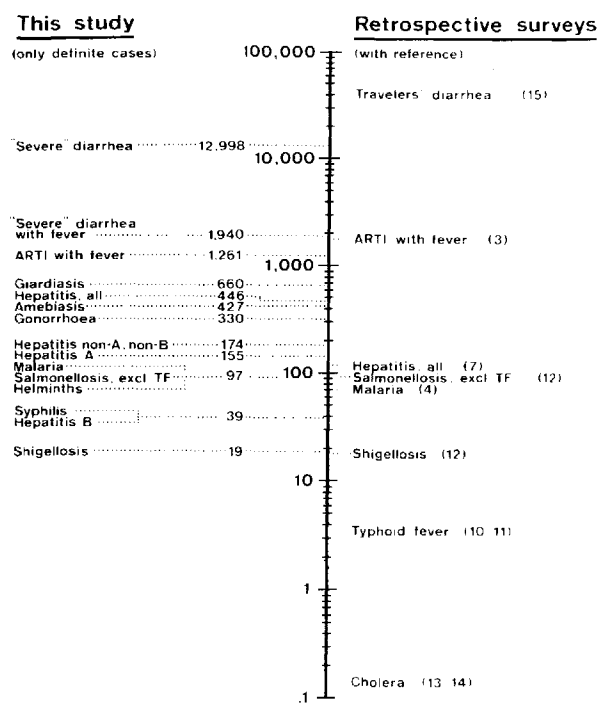 This study
(only definite cases)
"Severe" diarrhea 12,998
"Severe" diarrhea
with fever 1,940
ARTI with fever 1,261
Giardiasis 660
Hepatitis, all 446
Amebiasis 427
Gonorrhoea 330
Hepatitis non-A, non-B 174
Hepatitis A 155
Malaria
Salmonellosis, excl TF 97
Helminths
Syphilis
Hepatitis B 39
Shigellosis 19
100,000
10,000
1,000
100
10
1
.1
Retrospective surveys
(with reference)
Travelers' diarrhea (15)
ARTI with fever (3)
Hepatitis, all (7)
Salmonellosis, excl TF (12)
Malaria (4)
Shigellosis (12)
Typhoid fever (10 11)
Cholera (13 14)